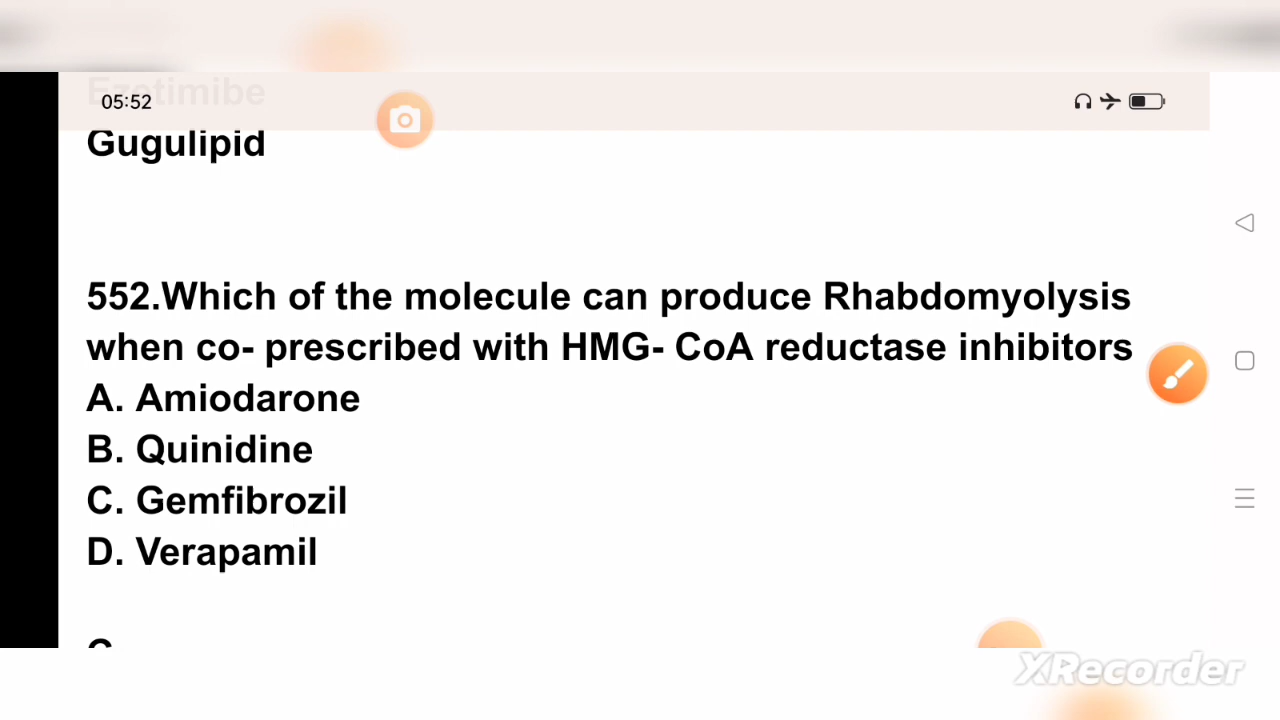 Ezetimibe
05:52
Gugulipid
552.Which of the molecule can produce Rhabdomyolysis
when co- prescribed with HMG- CoA reductase inhibitors
A. Amiodarone
B. Quinidine
C. Gemfibrozil
D. Verapamil
XRecorder